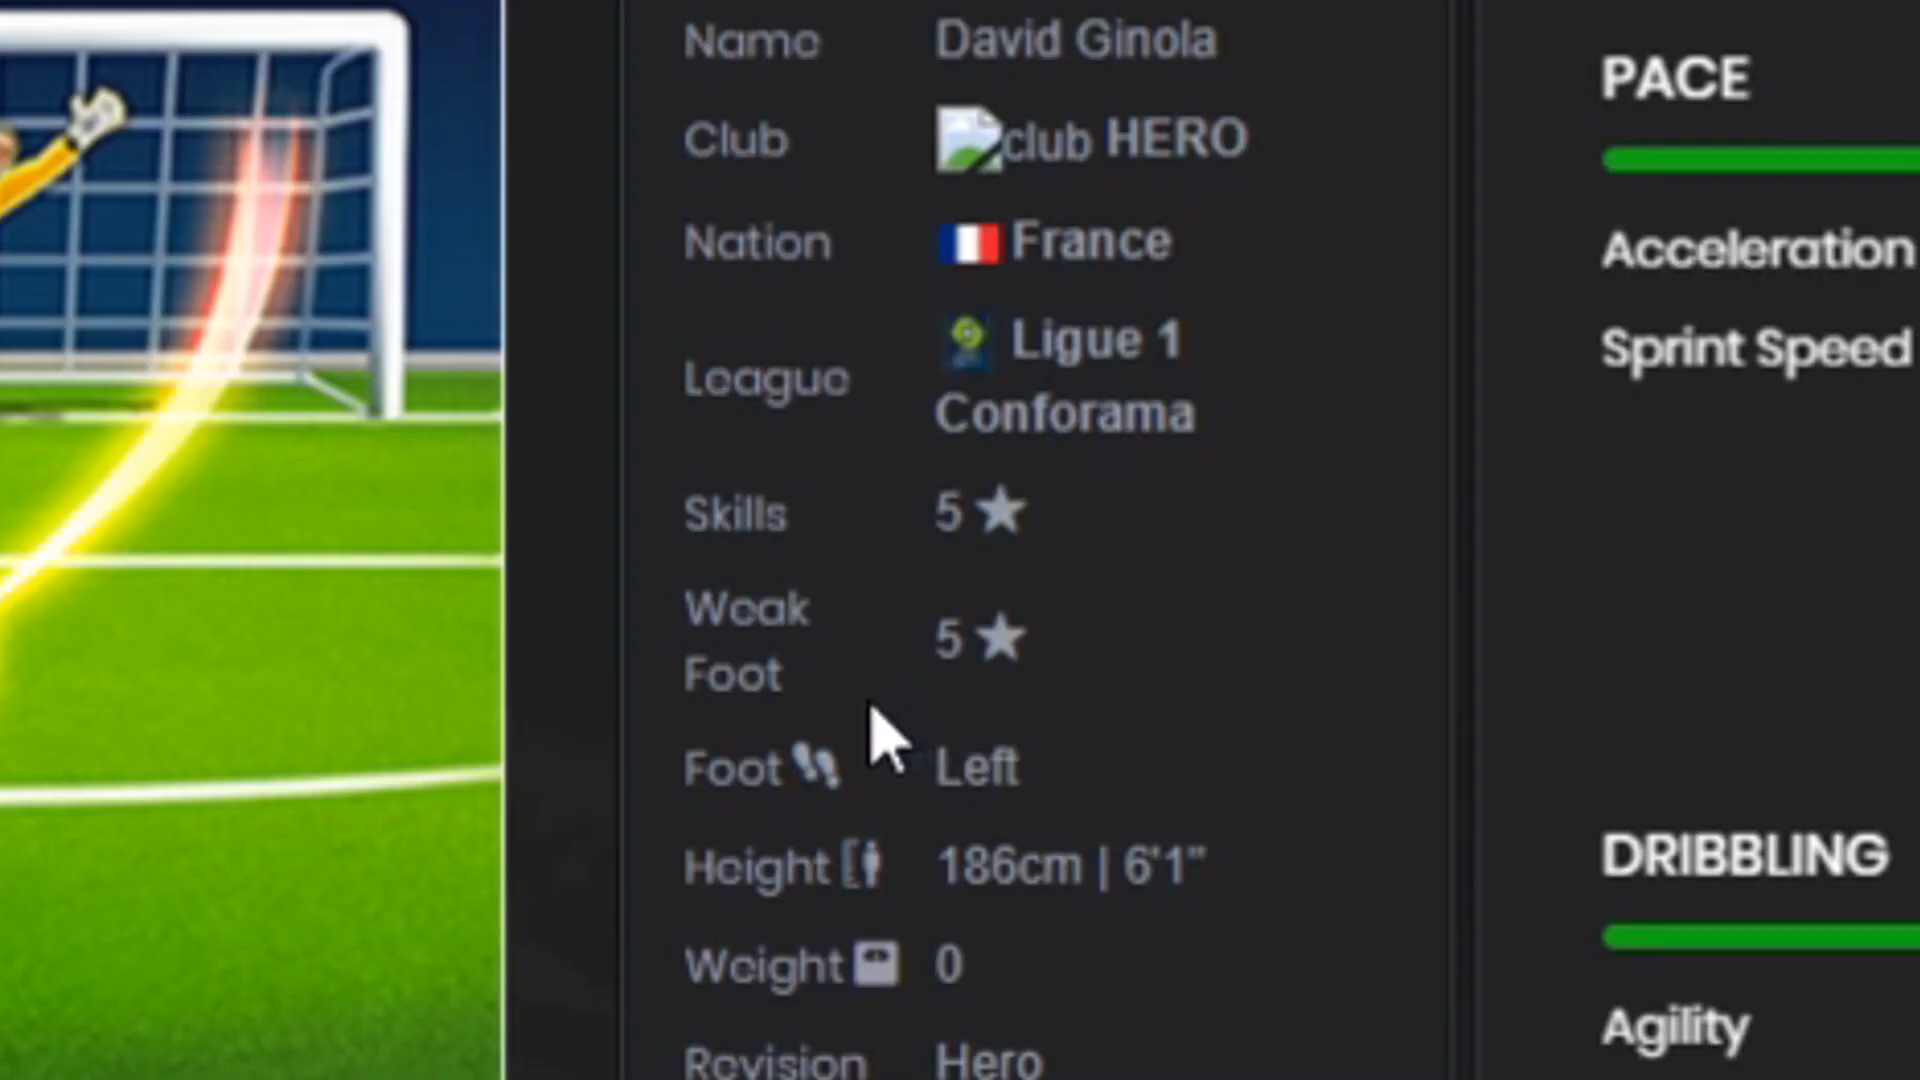 Name David Ginola
Club club HERO
Nation France
League Ligue 1
Conforama
Skills 5 ★
Weak
Foot 5 ★
Foot Left
Height 186cm | 6'1"
Weight 0
Revision Hero
PACE
Acceleration
Sprint Speed
DRIBBLING
Agility